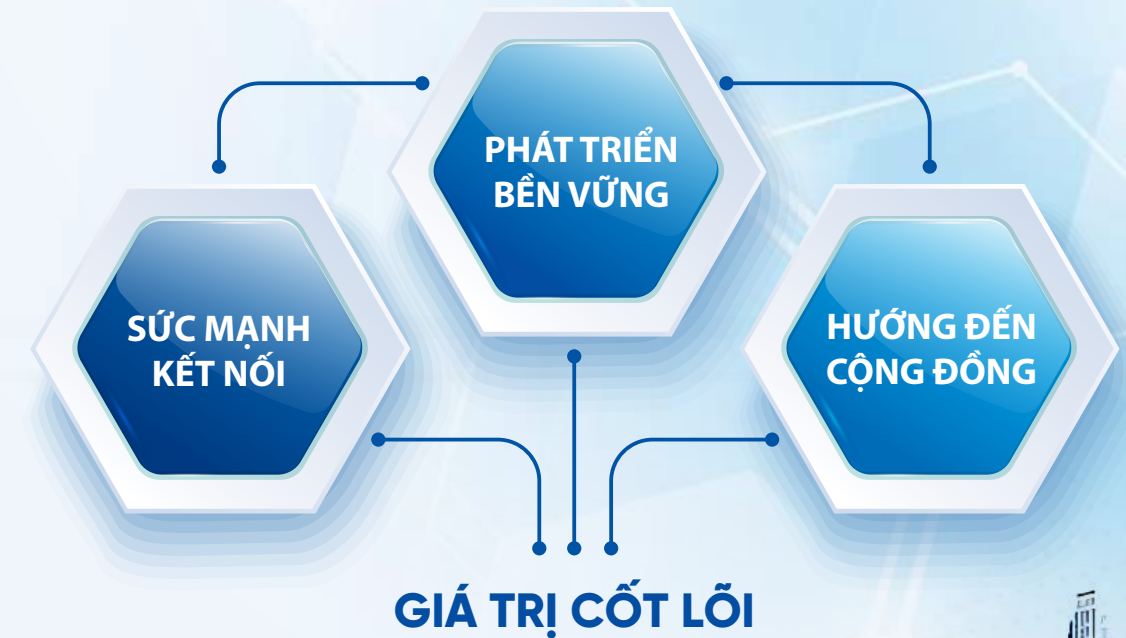 PHÁT TRIỂN
BỀN VỮNG
SỨC MẠNH
KẾT NỐI
HƯỚNG ĐẾN
CỘNG ĐỒNG
GIÁ TRỊ CỐT LÕI